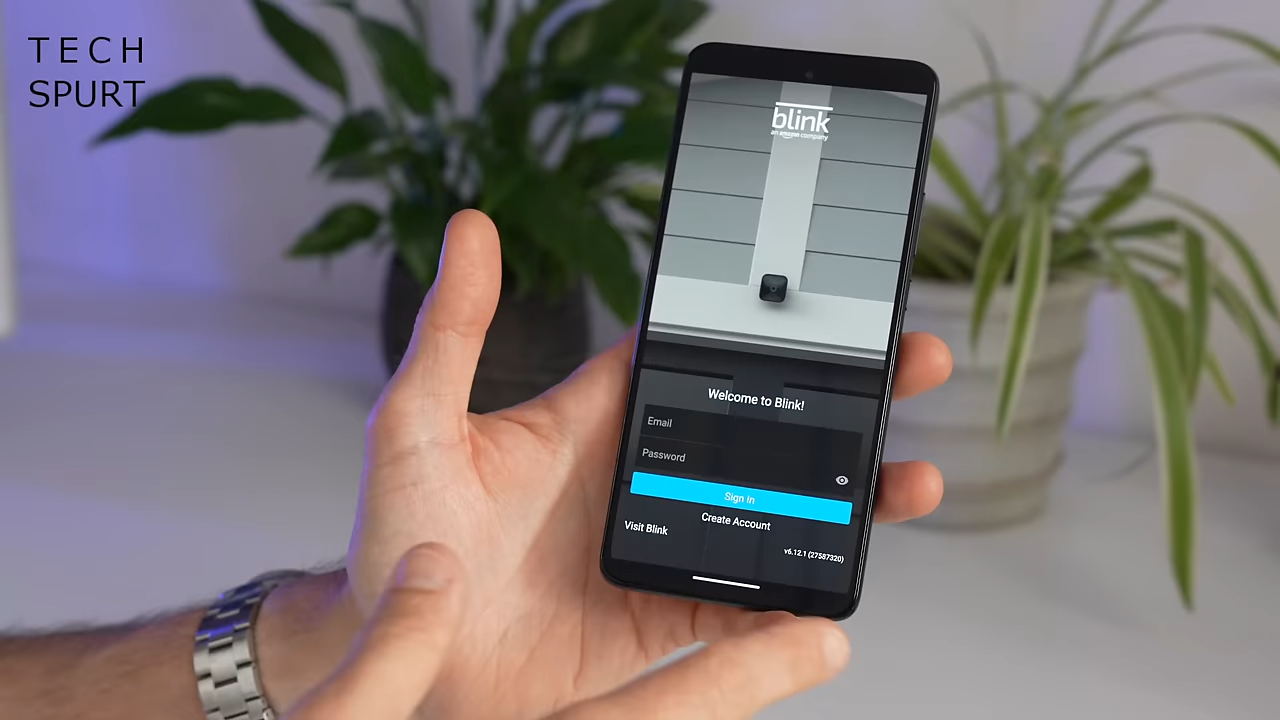 TECH
SPURT
blink
an amazon company
Welcome to Blink!
Email
Password
Sign In
Create Account
Visit Blink
v6.12.1 (27587320)